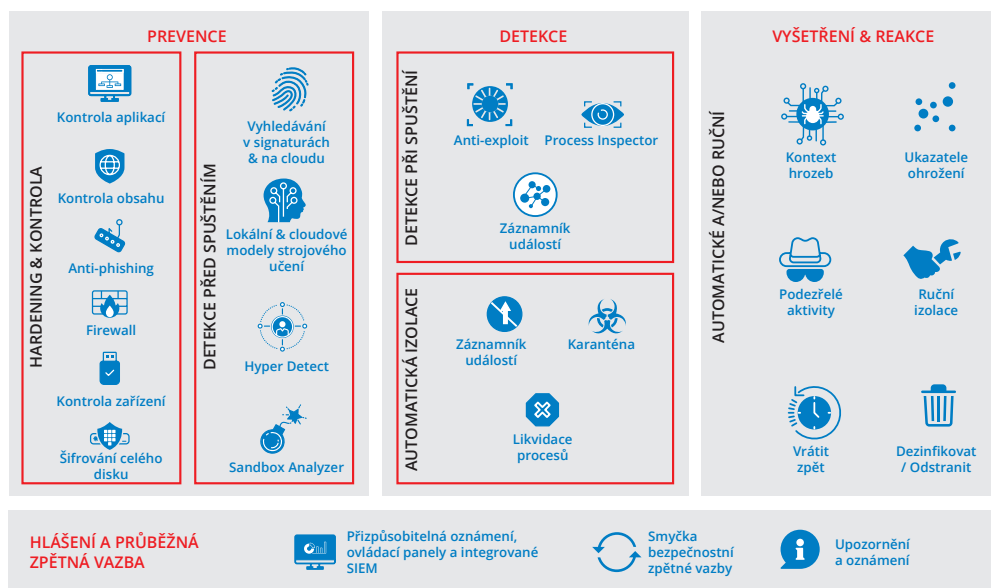 PREVENCE
HARDENING & KONTROLA
Kontrola aplikací
Kontrola obsahu
Anti-phishing
Firewall
Kontrola zařízení
Šifrování celého
disku
DETEKCE PŘED SPUŠTĚNÍM
Vyhledávání
v signaturách
& na cloudu
Lokální & cloudové
modely strojového
učení
Hyper Detect
Sandbox Analyzer
DETEKCE
DETEKCE PŘI SPUŠTĚNÍ
Anti-exploit
Process Inspector
Záznamník
událostí
AUTOMATICKÁ IZOLACE
Záznamník
událostí
Karanténa
Likvidace
procesů
VYŠETŘENÍ & REAKCE
AUTOMATICKÉ A/NEBO RUČNÍ
Kontext
hrozeb
Ukazatele
ohrožení
Podezřelé
aktivity
Ruční
izolace
Vrátit
zpět
Dezinfikovat
/ Odstranit
HLÁŠENÍ A PRŮBĚŽNÁ
ZPĚTNÁ VAZBA
Přizpůsobitelná oznámení,
ovládací panely a integrované
SIEM
Smyčka
bezpečnostní
zpětné vazby
Upozornění
a oznámení